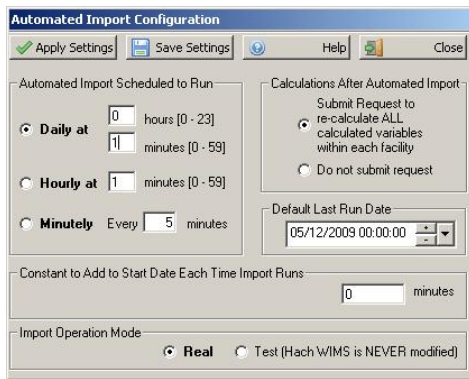 Automated Import Configuration
Apply Settings Save Settings Help Close
Automated Import Scheduled to Run
Daily at 0 hours [0 - 23]
1 minutes [0 - 59]
Hourly at 1 minutes [0 - 59]
Minutely Every 5 minutes
Calculations After Automated Import
Submit Request to
re-calculate ALL
calculated variables
within each facility
Do not submit request
Default Last Run Date
05/12/2009 00:00:00
Constant to Add to Start Date Each Time Import Runs
0 minutes
Import Operation Mode
Real Test (Hach WIMS is NEVER modified)